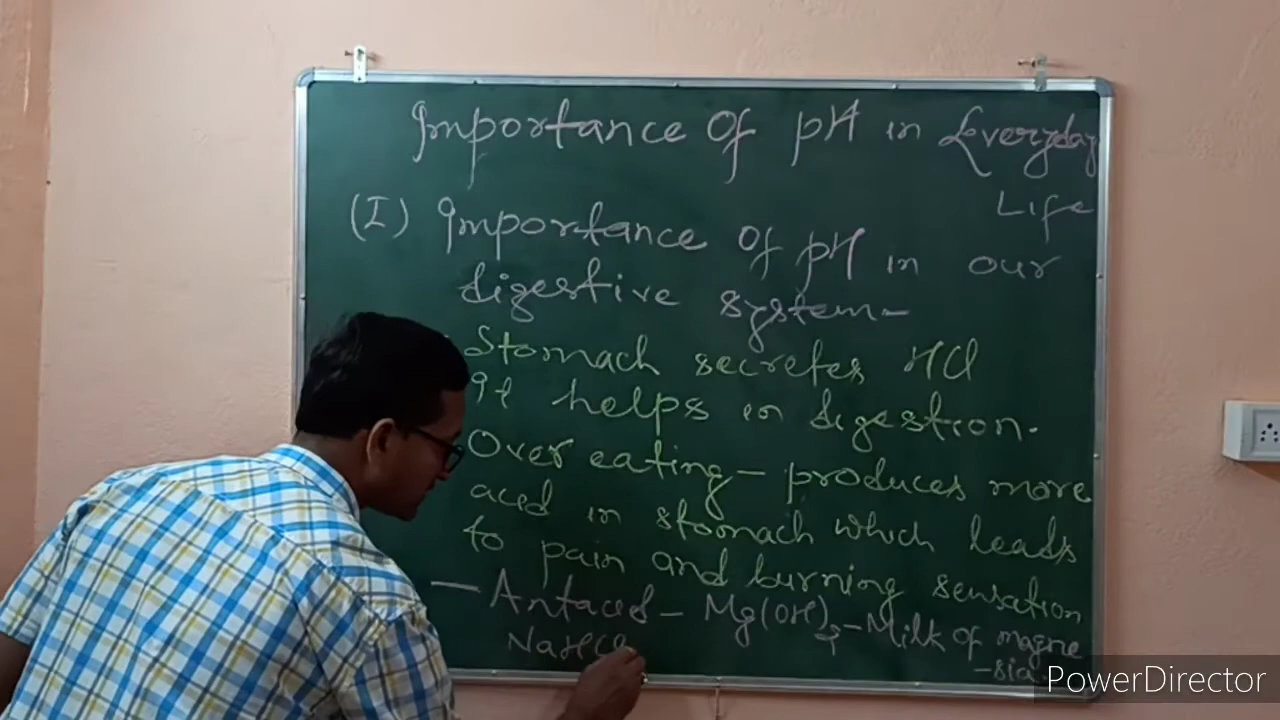 Importance Of pH in Everyday
Life
(I) Importance Of pH in our
digestive system-
Stomach secretes HCl
It helps in digestion.
Over eating - produces more
acid in stomach which leads
to pain and burning sensation
- Antacid - Mg(OH)2 - Milk of magne
-sia
NaHC
PowerDirector